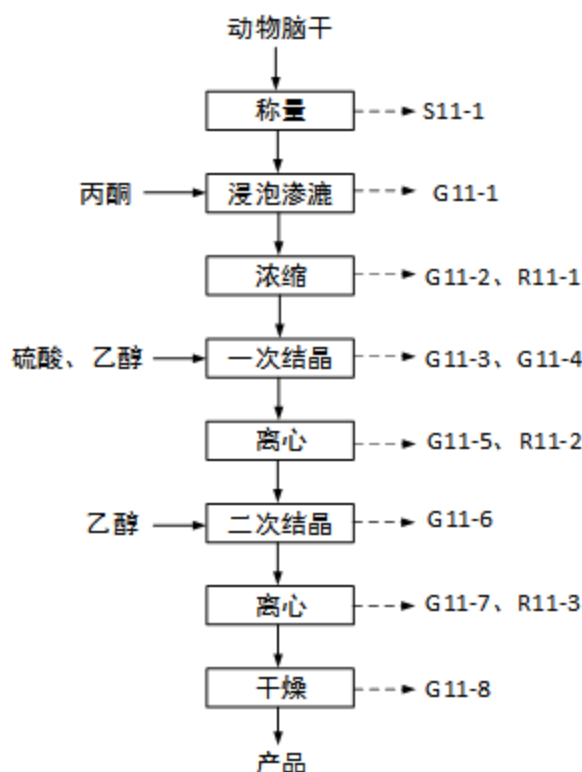 动物脑干
称量 S11-1
丙酮 浸泡渗漉 G11-1
浓缩 G11-2、R11-1
硫酸、乙醇 一次结晶 G11-3、G11-4
离心 G11-5、R11-2
乙醇 二次结晶 G11-6
离心 G11-7、R11-3
干燥 G11-8
产品